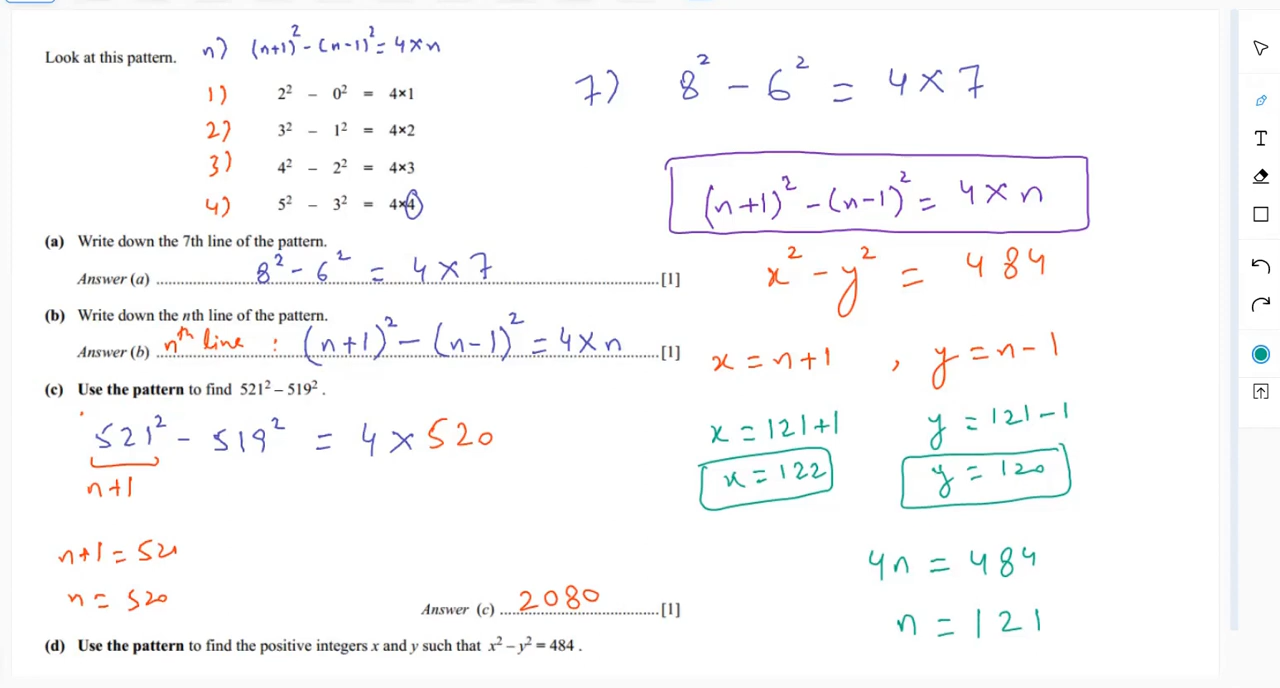 n) (n+1)² - (n-1)² = 4×n
Look at this pattern.
1) 2² – 0² = 4×1
2) 3² – 1² = 4×2
3) 4² – 2² = 4×3
4) 5² – 3² = 4×4
(a) Write down the 7th line of the pattern.
Answer (a) 8² - 6² = 4 × 7 [1]
(b) Write down the nth line of the pattern.
Answer (b) nth line : (n+1)² - (n-1)² = 4 × n [1]
(c) Use the pattern to find 521² – 519² .
521² - 519² = 4 × 520
n+1
n+1 = 521
n = 520
Answer (c) 2080 [1]
(d) Use the pattern to find the positive integers x and y such that x² – y² = 484 .
7) 8² - 6² = 4 × 7
(n+1)² - (n-1)² = 4 × n
x² - y² = 484
x = n+1 , y = n-1
x = 121+1 y = 121-1
x = 122 y = 120
4n = 484
n = 121
T